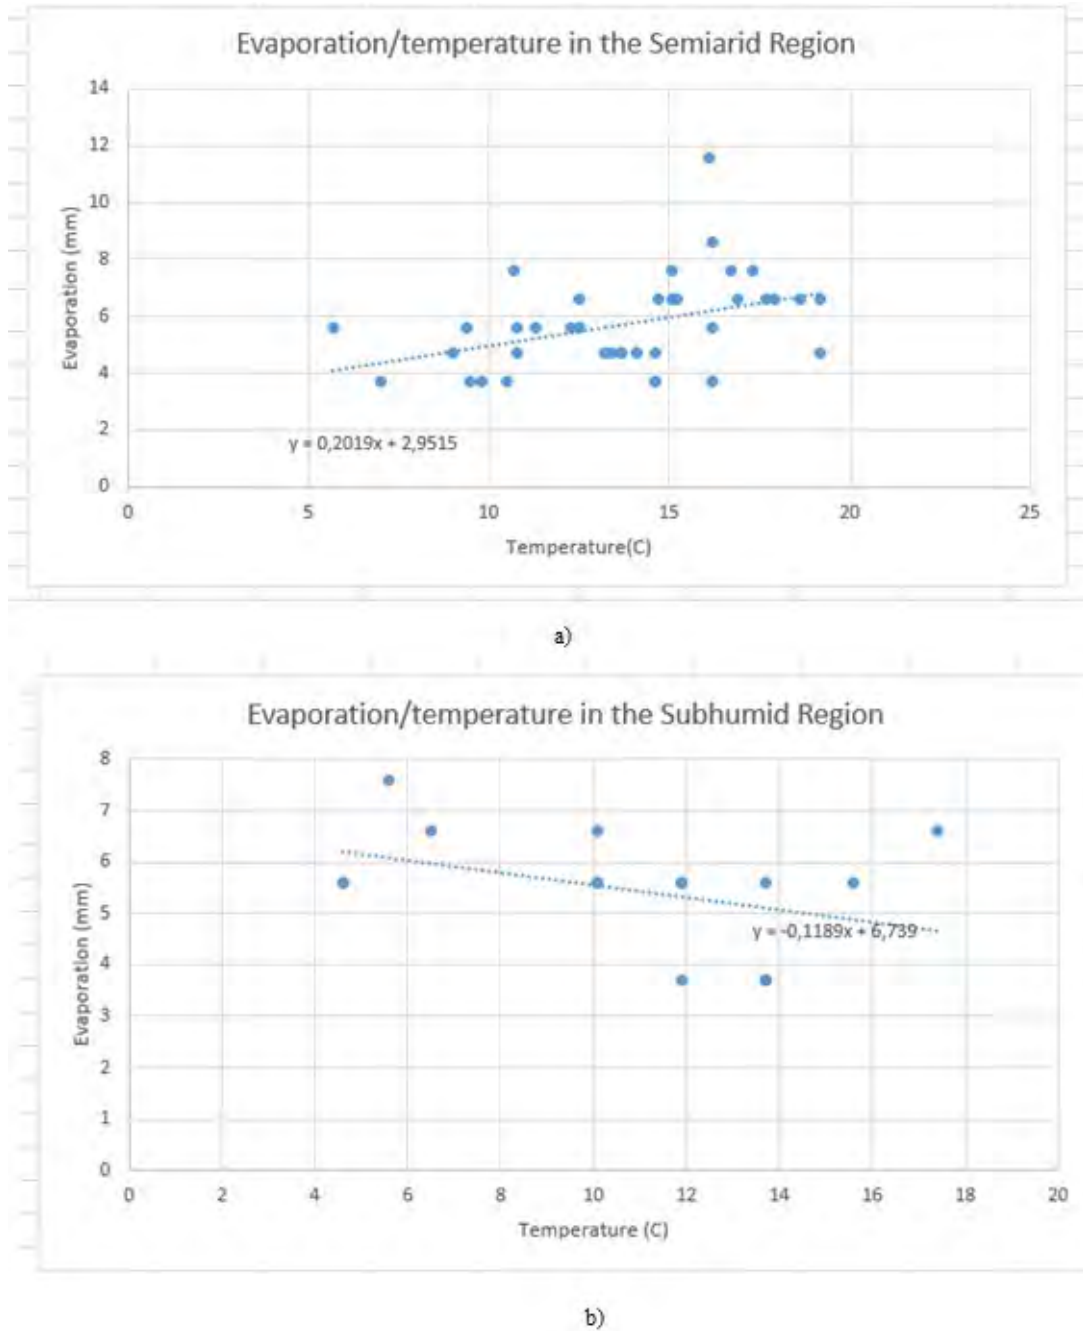 Evaporation/temperature in the Semiarid Region
14
12
10
8
6
4
2
0
Evaporation (mm)
y = 0,2019x + 2,9515
0 5 10 15 20 25
Temperature(C)
a)
Evaporation/temperature in the Subhumid Region
8
7
6
5
4
3
2
1
0
Evaporation (mm)
y = -0,1189x + 6,739
0 2 4 6 8 10 12 14 16 18 20
Temperature (C)
b)